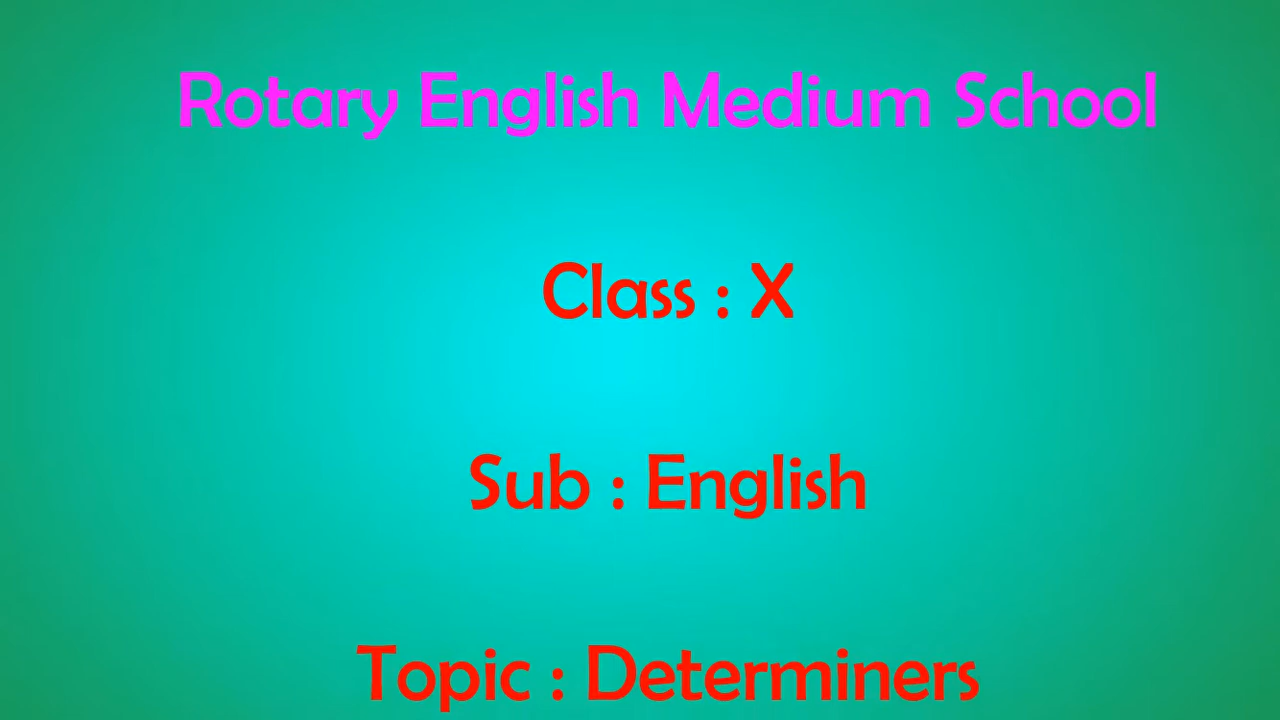 Rotary English Medium School
Class : X
Sub : English
Topic : Determiners